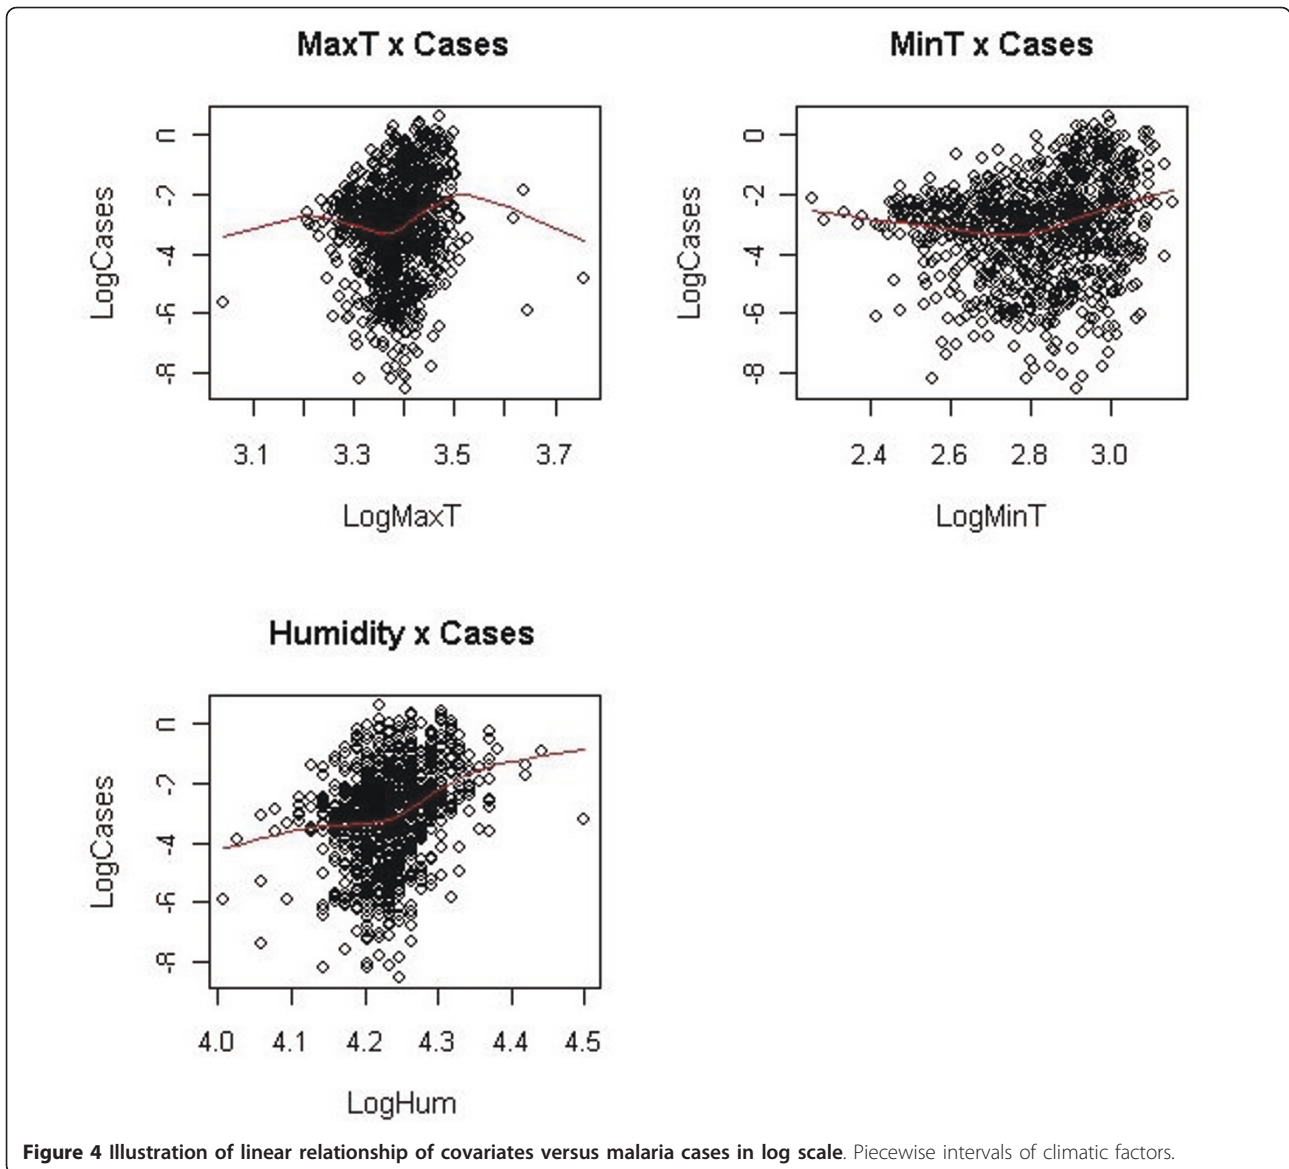 MaxT x Cases
LogCases
0
-2
-4
-6
-8
3.1 3.3 3.5 3.7
LogMaxT
MinT x Cases
LogCases
0
-2
-4
-6
-8
2.4 2.6 2.8 3.0
LogMinT
Humidity x Cases
LogCases
0
-2
-4
-6
-8
4.0 4.1 4.2 4.3 4.4 4.5
LogHum
Figure 4 Illustration of linear relationship of covariates versus malaria cases in log scale. Piecewise intervals of climatic factors.